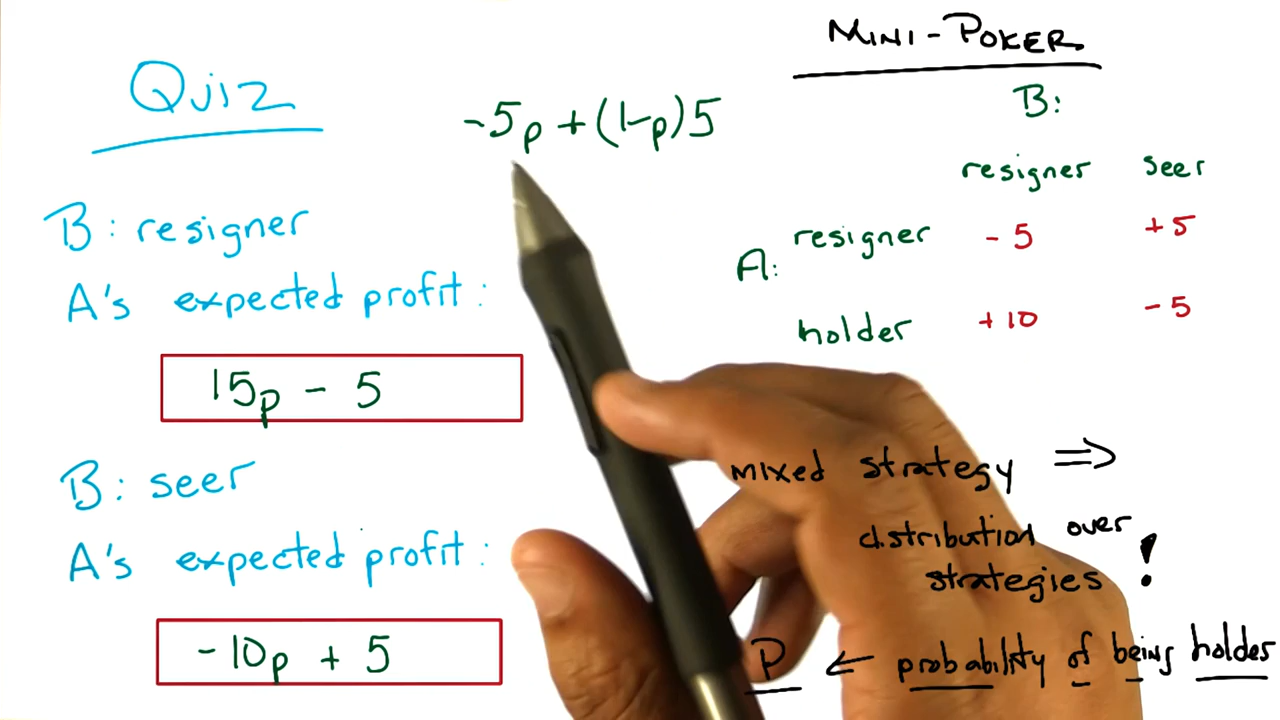 Quiz
-5p + (1-p)5
B: resigner
A's expected profit:
15p - 5
B: seer
A's expected profit:
-10p + 5
MINI-POKER
B:
resigner seer
A:
resigner -5 +5
holder +10 -5
mixed strategy ⇒
distribution over
strategies !
P ← probability of being holder